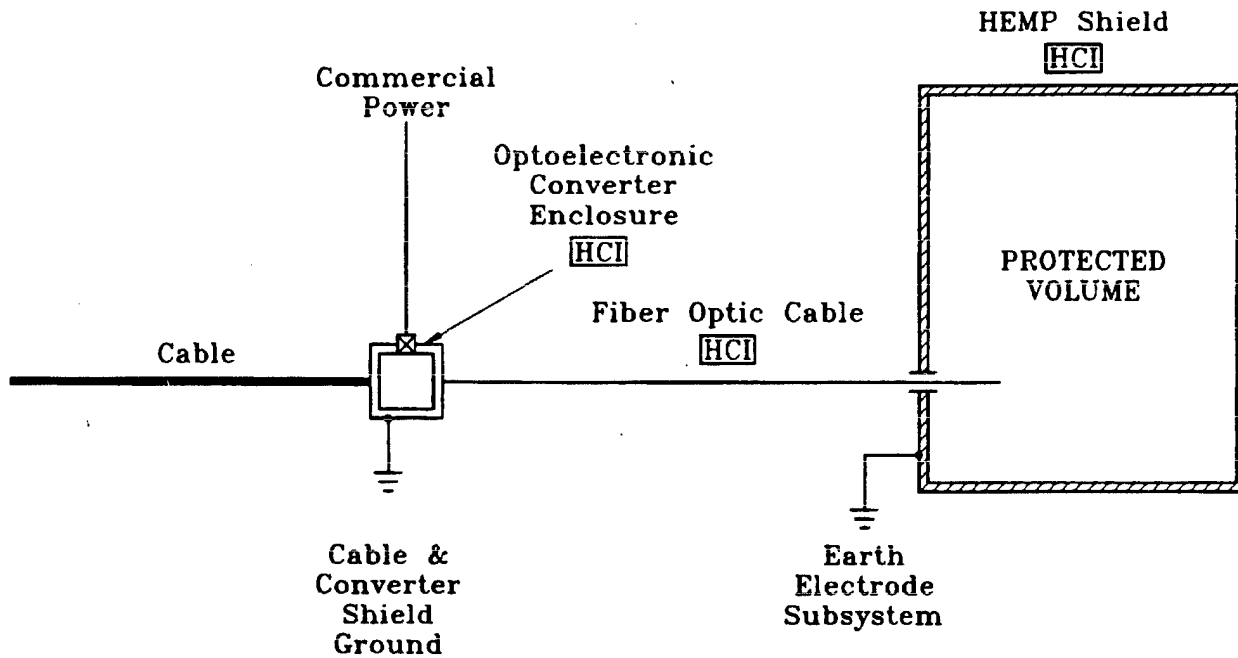 HEMP Shield
HCI
Commercial
Power
Optoelectronic
Converter
Enclosure
HCI
PROTECTED
VOLUME
Fiber Optic Cable
HCI
Cable
Cable &
Converter
Shield
Ground
Earth
Electrode
Subsystem